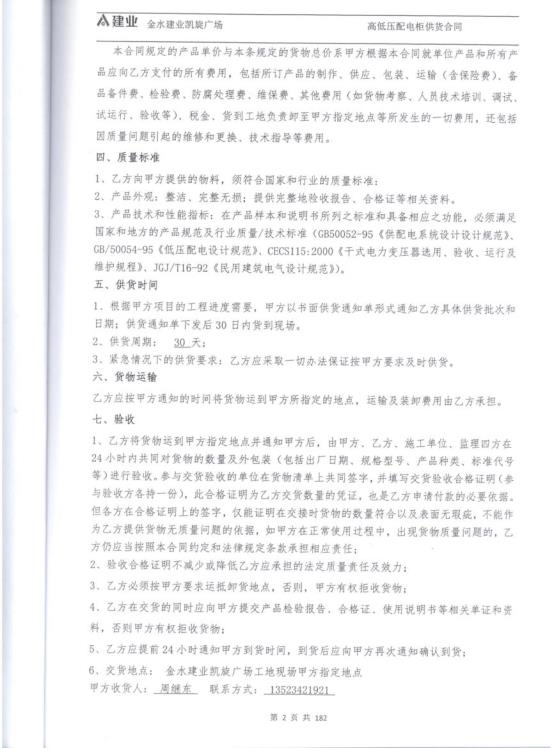 建业 金水建业凯旋广场 高低压配电柜供货合同
本合同规定的产品单价与本条规定的货物总价系甲方根据本合同就单位产品和所有产
品应向乙方支付的所有费用，包括所订产品的制作、供应、包装、运输（含保险费）、备
品备件费、检验费、防腐处理费、维保费、其他费用（如货物考察、人员技术培训、调试、
试运行、验收等）、税金、货到工地负责卸至甲方指定地点等所发生的一切费用，还包括
因质量问题引起的维修和更换、技术指导等费用。
四、质量标准
1、乙方向甲方提供的物料，须符合国家和行业的质量标准；
2、产品外观：整洁、完整无损；提供完整地验收报告、合格证等相关资料。
3、产品技术和性能指标：在产品样本和说明书所列之标准和具备相应之功能，必须满足
国家和地方的产品规范及行业质量/技术标准（GB50052-95《供配电系统设计设计规范》、
GB/50054-95《低压配电设计规范》、CECS115:2000《干式电力变压器选用、验收、运行及
维护规程》、JGJ/T16-92《民用建筑电气设计规范》）。
五、供货时间
1、根据甲方项目的工程进度需要，甲方以书面供货通知单形式通知乙方具体供货批次和
日期；供货通知单下发后 30 日内货到现场。
2、供货周期： 30 天；
3、紧急情况下的供货要求：乙方应采取一切办法保证按甲方要求及时供货。
六、货物运输
乙方应按甲方通知的时间将货物运到甲方所指定的地点，运输及装卸费用由乙方承担。
七、验收
1、乙方将货物运到甲方指定地点并通知甲方后，由甲方、乙方、施工单位、监理四方在
24 小时内共同对货物的数量及外包装（包括出厂日期、规格型号、产品种类、标准代号
等）进行验收。参与交货验收的单位在货物清单上共同签字，并填写交货验收合格证明（参
与验收方各持一份），此合格证明为乙方交货数量的凭证，也是乙方申请付款的必要依据。
但各方在合格证明上的签字，仅能证明在交接时货物的数量符合以及表面无瑕疵，不能作
为乙方提供货物无质量问题的依据，如甲方在正常使用过程中，出现货物质量问题的，乙
方仍应当按照本合同约定和法律规定条款承担相应责任；
2、验收合格证明不减少或降低乙方应承担的法定质量责任及效力；
3、乙方必须按甲方要求运抵卸货地点，否则，甲方有权拒收货物；
4、乙方在交货的同时应向甲方提交产品检验报告、合格证、使用说明书等相关单证和资
料，否则甲方有权拒收货物；
5、乙方应提前 24 小时通知甲方到货时间，到货后应向甲方再次通知确认到货；
6、交货地点： 金水建业凯旋广场工地现场甲方指定地点
甲方收货人： 周继东 联系方式： 13523421921
第 2 页 共 182